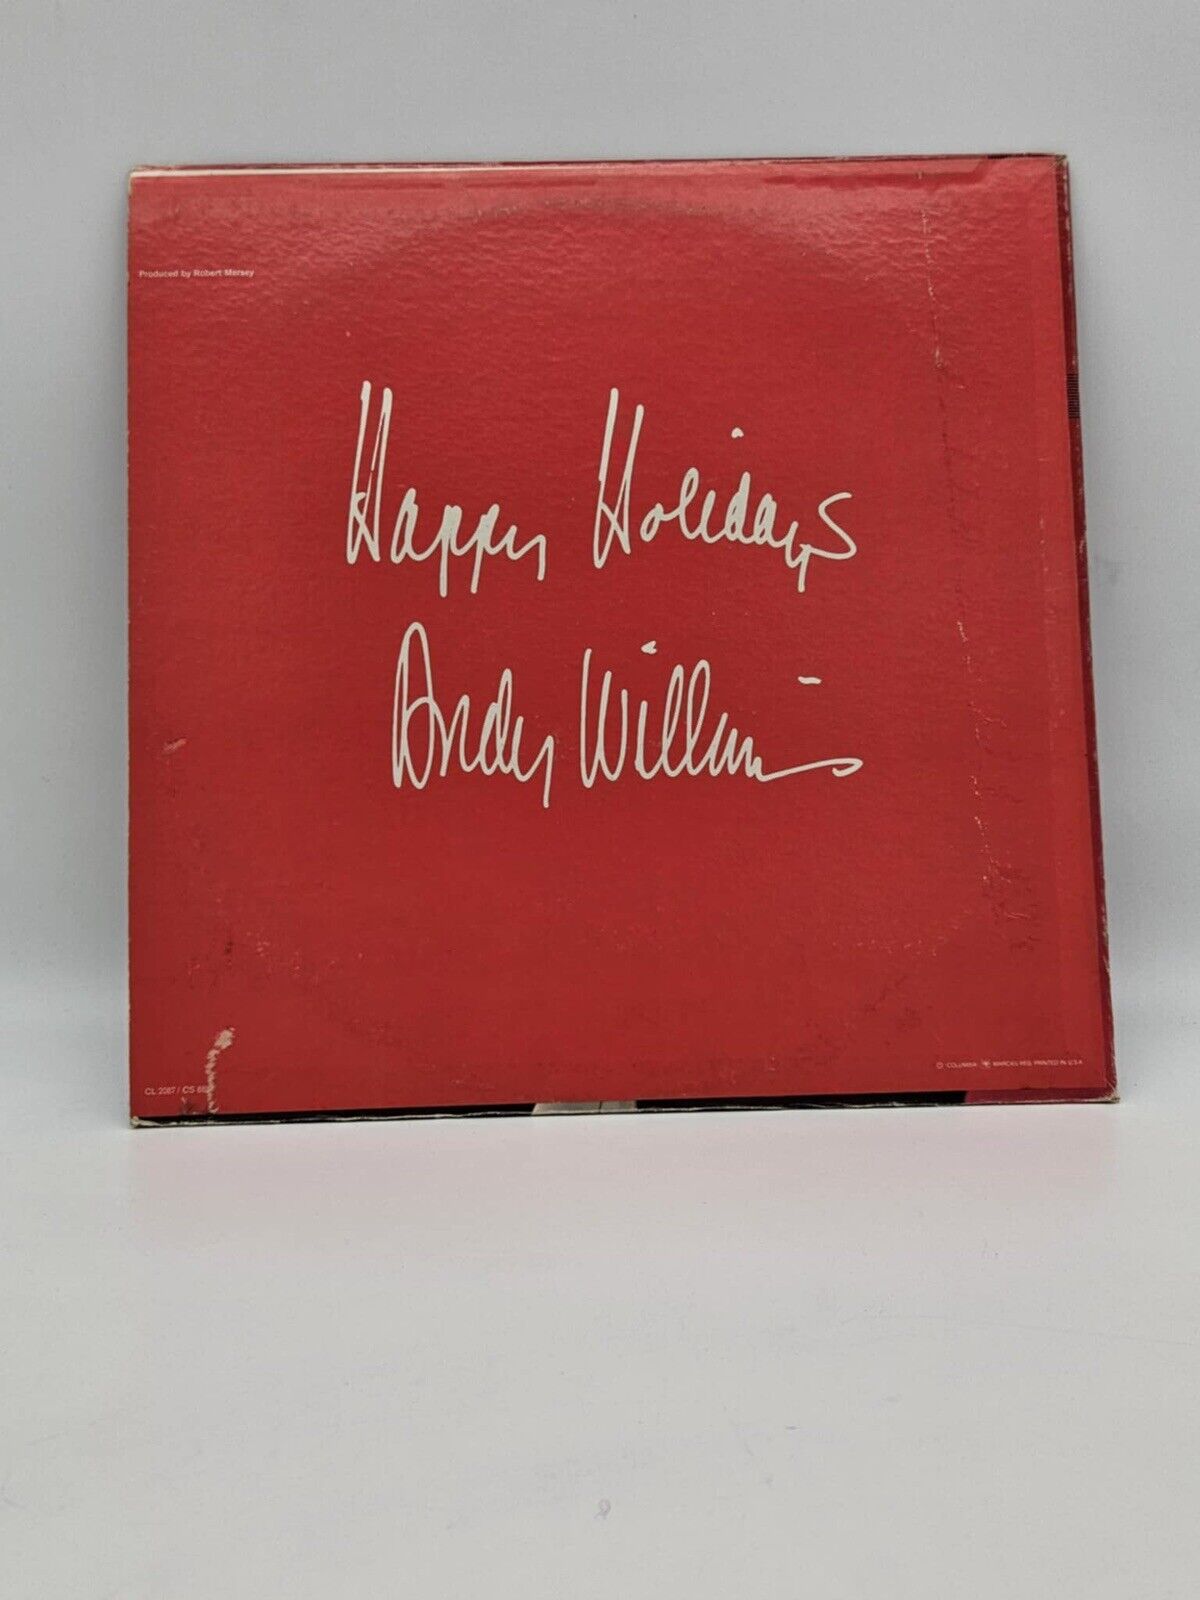 Produced by Robert Mersey
Happy Holidays
Andy Williams
COLUMBIA MARCAS REG. PRINTED IN U.S.A.
CL 2087 / CS